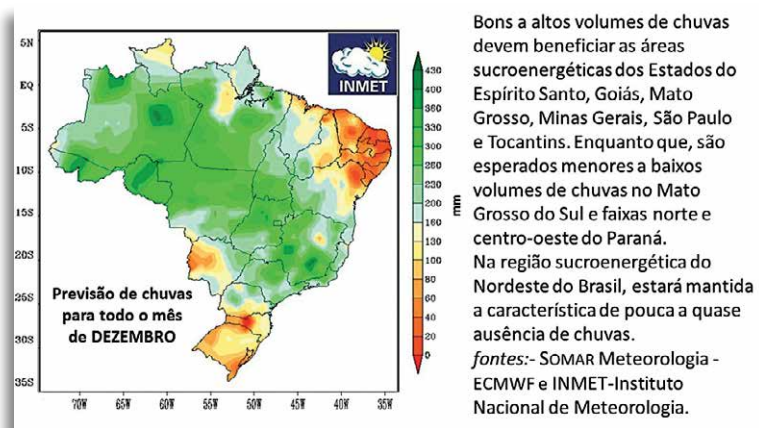 5N
EQ
5S
10S
15S
20S
25S
30S
35S
70W
65W
60W
55W
50W
45W
40W
35W
INMET
Previsão de chuvas
para todo o mês
de DEZEMBRO
430
400
360
330
300
260
230
200
160
130
100
80
60
40
20
0
mm
Bons a altos volumes de chuvas
devem beneficiar as áreas
sucroenergéticas dos Estados do
Espírito Santo, Goiás, Mato
Grosso, Minas Gerais, São Paulo
e Tocantins. Enquanto que, são
esperados menores a baixos
volumes de chuvas no Mato
Grosso do Sul e faixas norte e
centro-oeste do Paraná.
Na região sucroenergética do
Nordeste do Brasil, estará mantida
a característica de pouca a quase
ausência de chuvas.
fontes:- SOMAR Meteorologia -
ECMWF e INMET-Instituto
Nacional de Meteorologia.